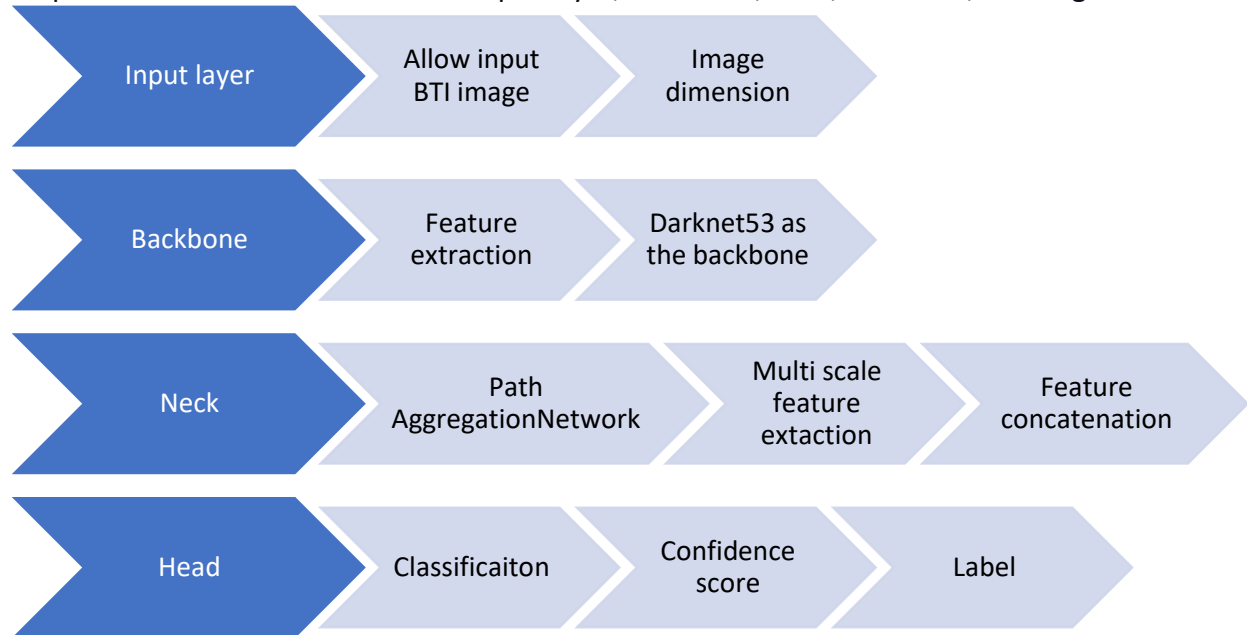 Input layer
Allow input
BTI image
Image
dimension
Backbone
Feature
extraction
Darknet53 as
the backbone
Neck
Path
AggregationNetwork
Multi scale
feature
extaction
Feature
concatenation
Head
Classificaiton
Confidence
score
Label